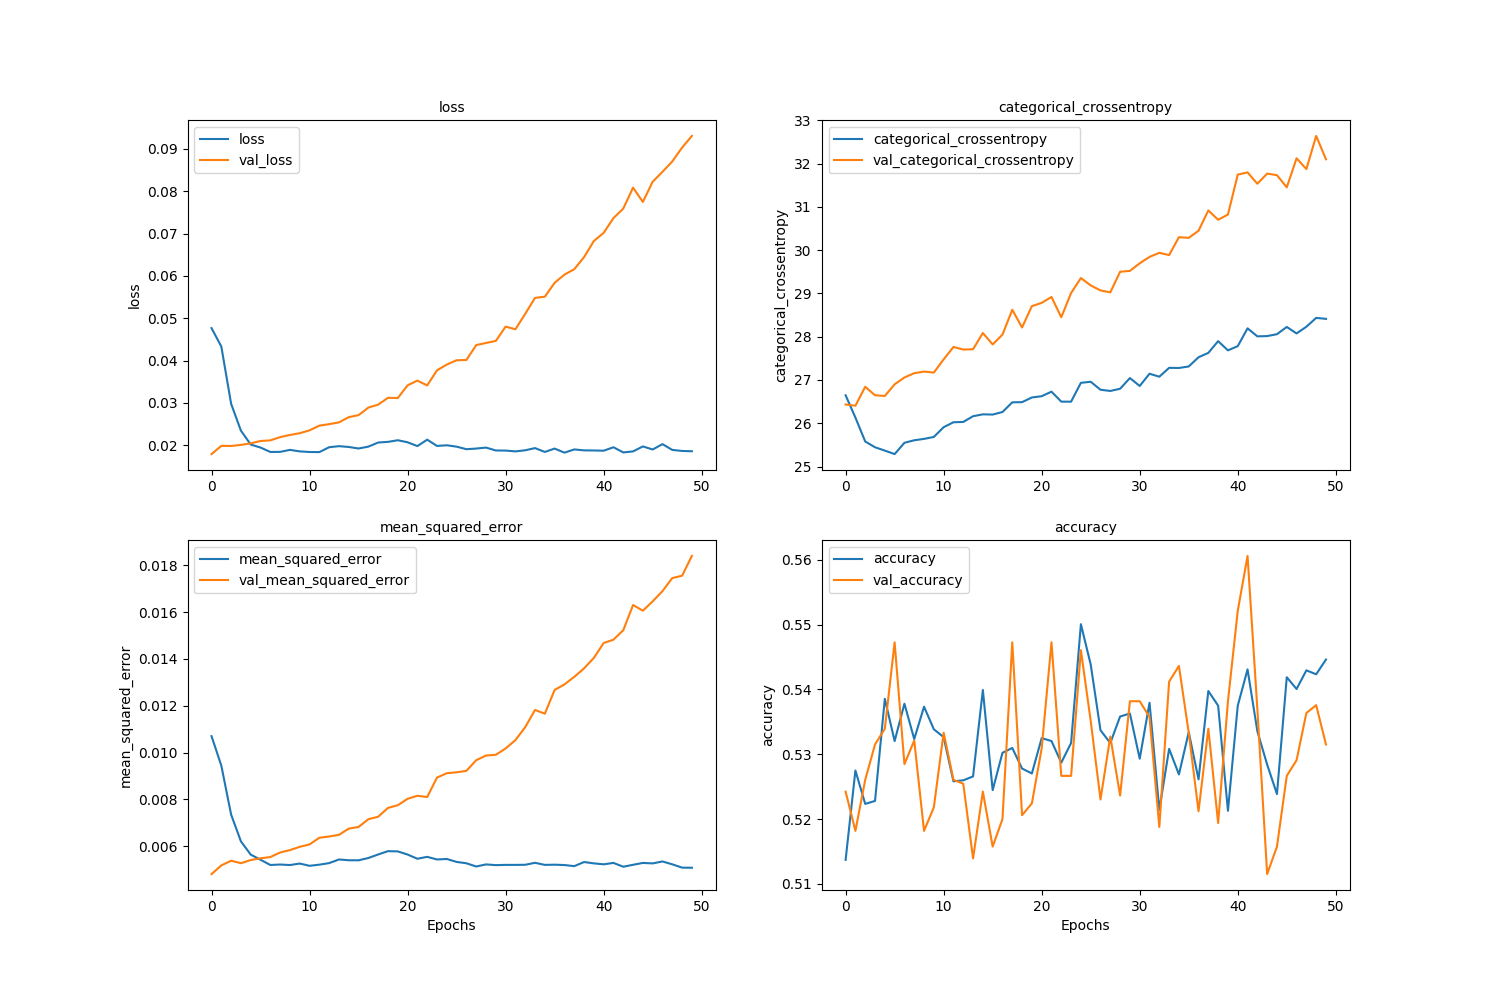 loss
loss
val_loss
0.09
0.08
0.07
0.06
0.05
0.04
0.03
0.02
loss
0 10 20 30 40 50
categorical_crossentropy
categorical_crossentropy
val_categorical_crossentropy
33
32
31
30
29
28
27
26
25
categorical_crossentropy
0 10 20 30 40 50
mean_squared_error
mean_squared_error
val_mean_squared_error
0.018
0.016
0.014
0.012
0.010
0.008
0.006
mean_squared_error
0 10 20 30 40 50
Epochs
accuracy
accuracy
val_accuracy
0.56
0.55
0.54
0.53
0.52
0.51
accuracy
0 10 20 30 40 50
Epochs